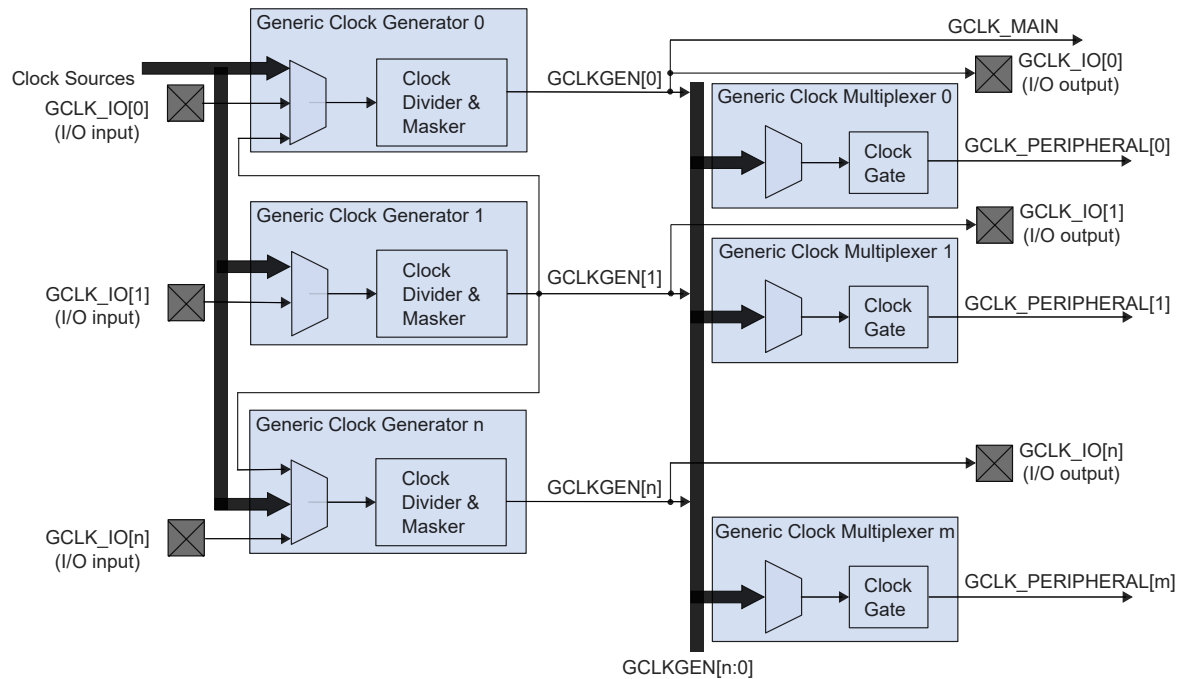 Generic Clock Generator 0
Clock Sources
GCLK_IO[0]
(I/O input)
Clock
Divider &
Masker
GCLKGEN[0]
GCLK_MAIN
GCLK_IO[0]
(I/O output)
Generic Clock Multiplexer 0
Clock
Gate
GCLK_PERIPHERAL[0]
Generic Clock Generator 1
GCLK_IO[1]
(I/O input)
Clock
Divider &
Masker
GCLKGEN[1]
GCLK_IO[1]
(I/O output)
Generic Clock Multiplexer 1
Clock
Gate
GCLK_PERIPHERAL[1]
Generic Clock Generator n
GCLK_IO[n]
(I/O input)
Clock
Divider &
Masker
GCLKGEN[n]
GCLK_IO[n]
(I/O output)
Generic Clock Multiplexer m
Clock
Gate
GCLK_PERIPHERAL[m]
GCLKGEN[n:0]